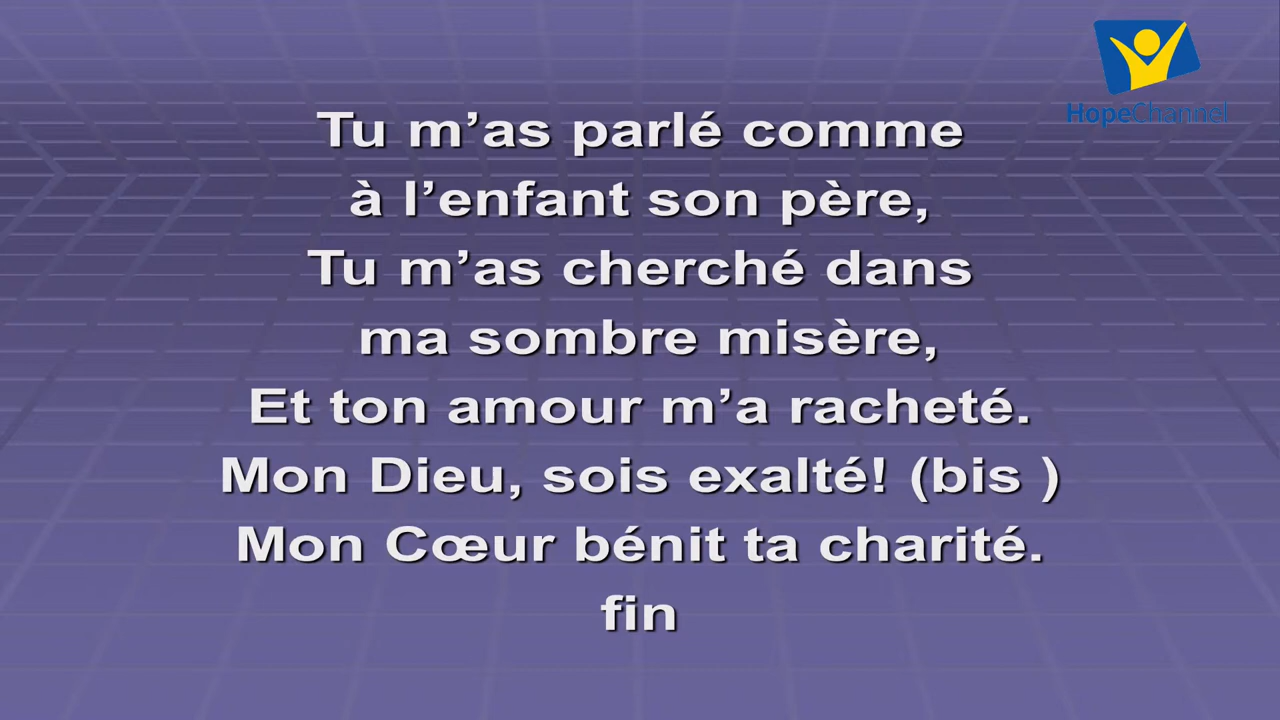 HopeChannel
Tu m’as parlé comme
à l’enfant son père,
Tu m’as cherché dans
ma sombre misère,
Et ton amour m’a racheté.
Mon Dieu, sois exalté! (bis )
Mon Cœur bénit ta charité.
fin